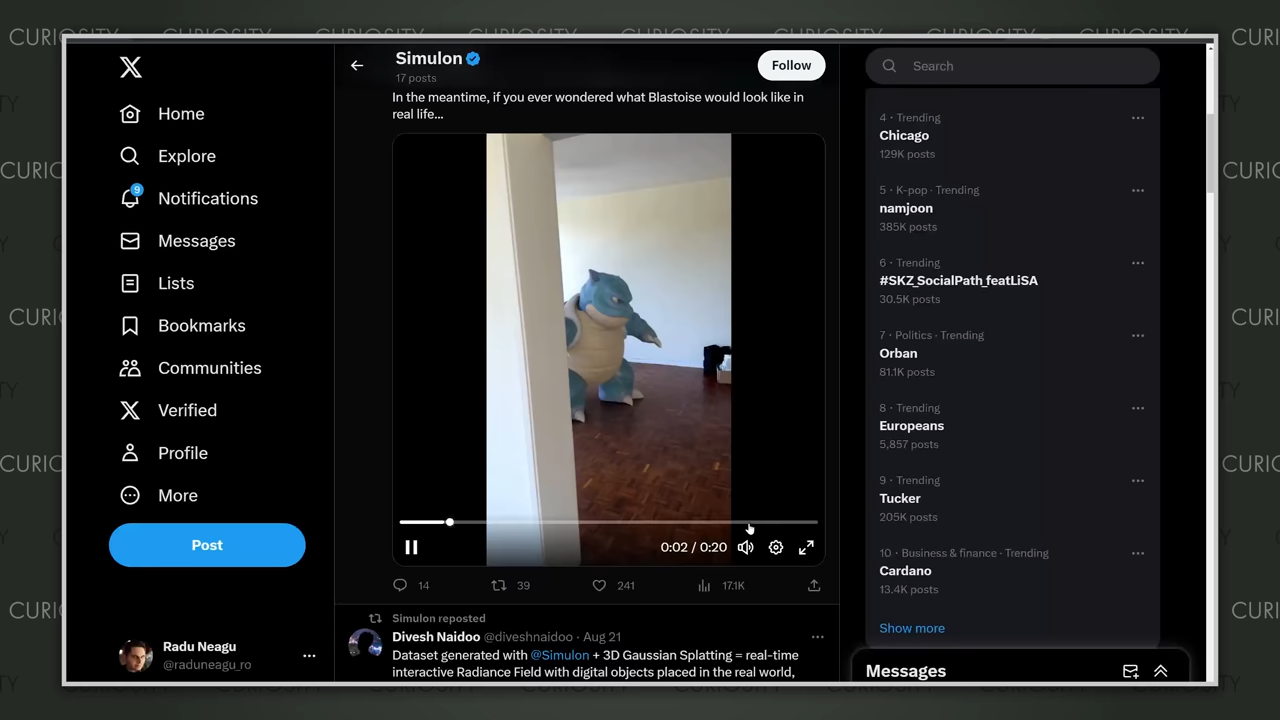 CURIOSITY CURIOSITY CURIOSITY CURIOSITY CURIOSITY CURIOSITY CURIOSITY
X
Home
Explore
9
Notifications
Messages
Lists
Bookmarks
Communities
Verified
Profile
More
Post
Radu Neagu
@raduneagu_ro
Simulon
17 posts
Follow
In the meantime, if you ever wondered what Blastoise would look like in
real life...
0:02 / 0:20
14
39
241
17.1K
Simulon reposted
Divesh Naidoo @diveshnaidoo · Aug 21
Dataset generated with @Simulon + 3D Gaussian Splatting = real-time
interactive Radiance Field with digital objects placed in the real world,
Search
4 · Trending
Chicago
129K posts
5 · K-pop · Trending
namjoon
385K posts
6 · Trending
#SKZ_SocialPath_featLiSA
30.5K posts
7 · Politics · Trending
Orban
81.1K posts
8 · Trending
Europeans
5,857 posts
9 · Trending
Tucker
205K posts
10 · Business & finance · Trending
Cardano
13.4K posts
Show more
Messages